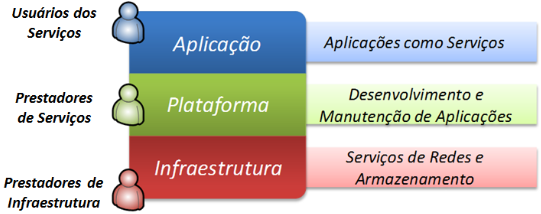 Usuários dos
Serviços
Aplicação
Aplicações como Serviços
Prestadores
de Serviços
Plataforma
Desenvolvimento e
Manutenção de Aplicações
Prestadores de
Infraestrutura
Infraestrutura
Serviços de Redes e
Armazenamento